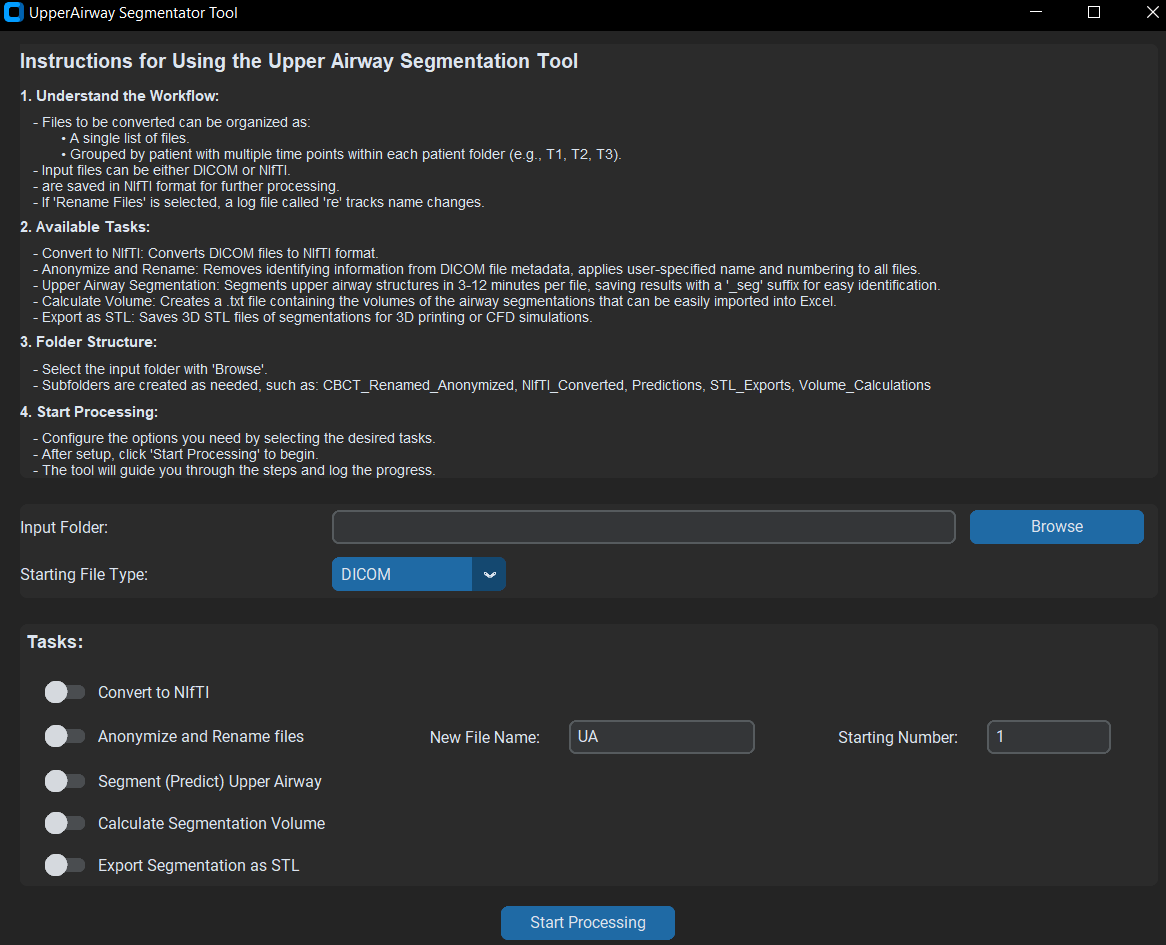 UpperAirway Segmentator Tool
Instructions for Using the Upper Airway Segmentation Tool
1. Understand the Workflow:
- Files to be converted can be organized as:
• A single list of files.
• Grouped by patient with multiple time points within each patient folder (e.g., T1, T2, T3).
- Input files can be either DICOM or NIfTI.
- are saved in NIfTI format for further processing.
- If 'Rename Files' is selected, a log file called 're' tracks name changes.
2. Available Tasks:
- Convert to NIfTI: Converts DICOM files to NIfTI format.
- Anonymize and Rename: Removes identifying information from DICOM file metadata, applies user-specified name and numbering to all files.
- Upper Airway Segmentation: Segments upper airway structures in 3-12 minutes per file, saving results with a '_seg' suffix for easy identification.
- Calculate Volume: Creates a .txt file containing the volumes of the airway segmentations that can be easily imported into Excel.
- Export as STL: Saves 3D STL files of segmentations for 3D printing or CFD simulations.
3. Folder Structure:
- Select the input folder with 'Browse'.
- Subfolders are created as needed, such as: CBCT_Renamed_Anonymized, NIfTI_Converted, Predictions, STL_Exports, Volume_Calculations
4. Start Processing:
- Configure the options you need by selecting the desired tasks.
- After setup, click 'Start Processing' to begin.
- The tool will guide you through the steps and log the progress.
Input Folder: Browse
Starting File Type: DICOM
Tasks:
Convert to NIfTI
Anonymize and Rename files New File Name: UA Starting Number: 1
Segment (Predict) Upper Airway
Calculate Segmentation Volume
Export Segmentation as STL
Start Processing